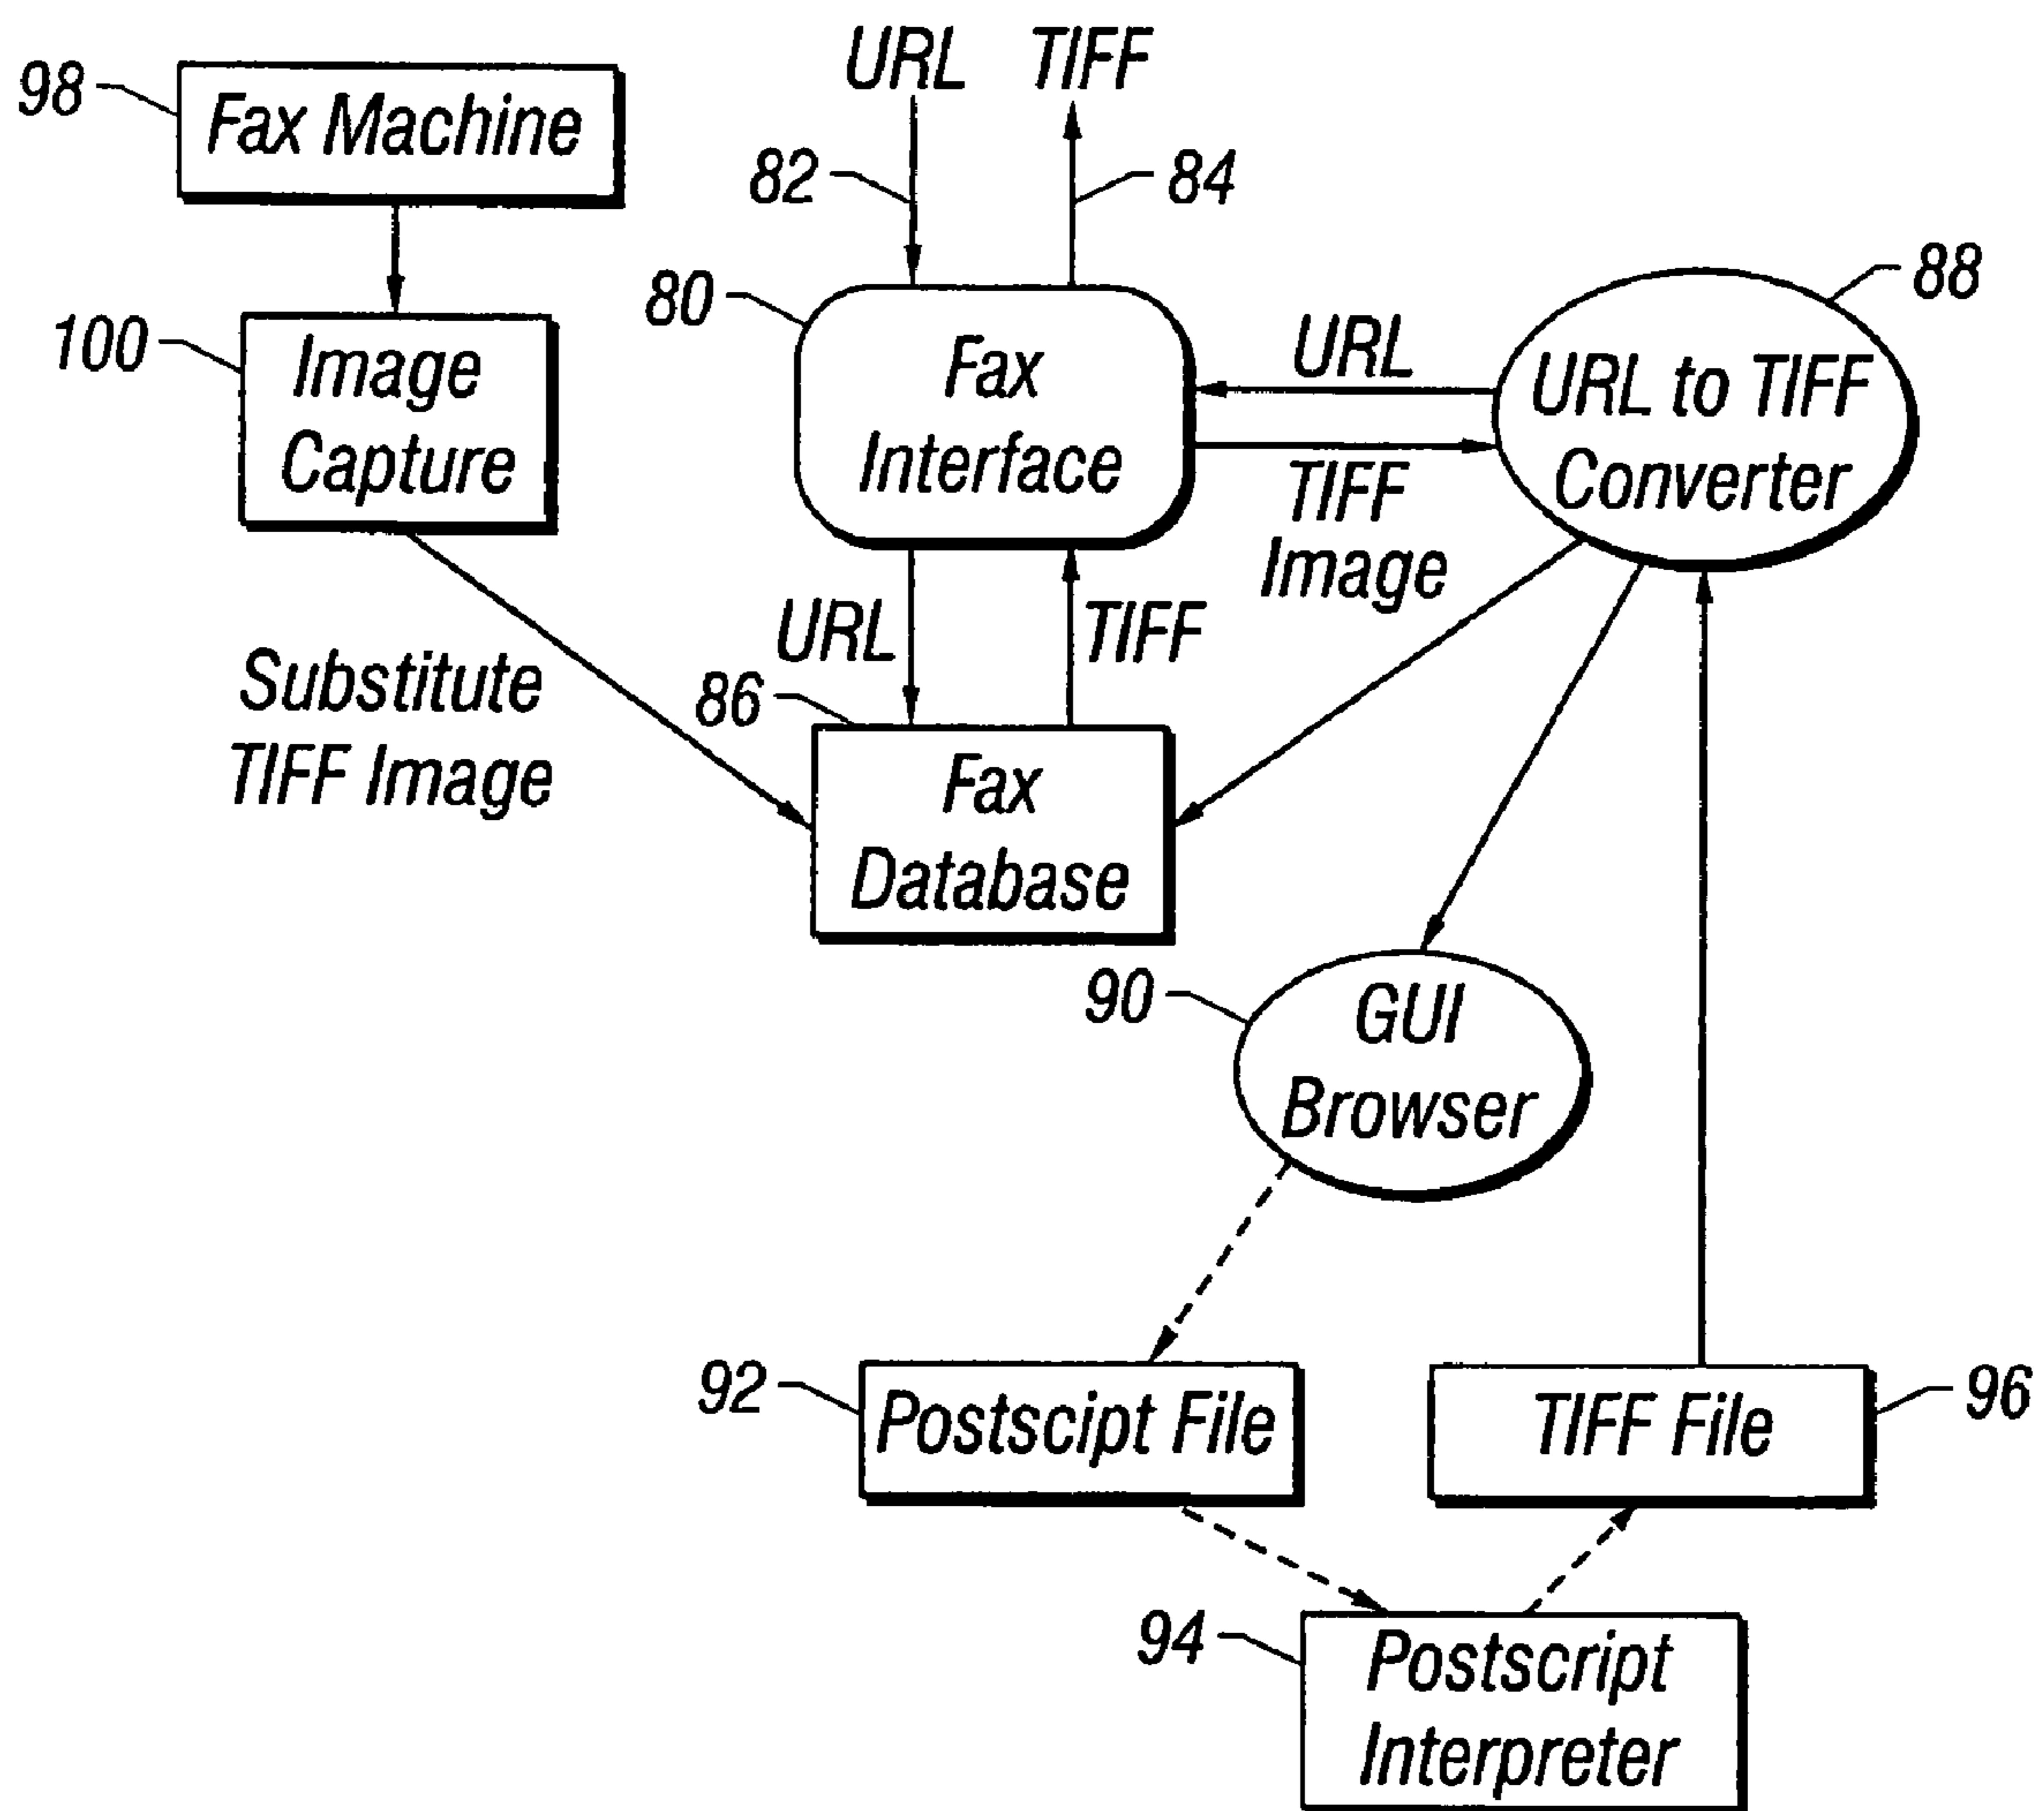 URL TIFF
98
Fax Machine
82
84
80
88
100
Image
Capture
Fax
Interface
URL
URL to TIFF
Converter
TIFF
Image
URL
TIFF
Substitute
TIFF Image
86
Fax
Database
90
GUI
Browser
92
Postscipt File
TIFF File
96
94
Postscript
Interpreter